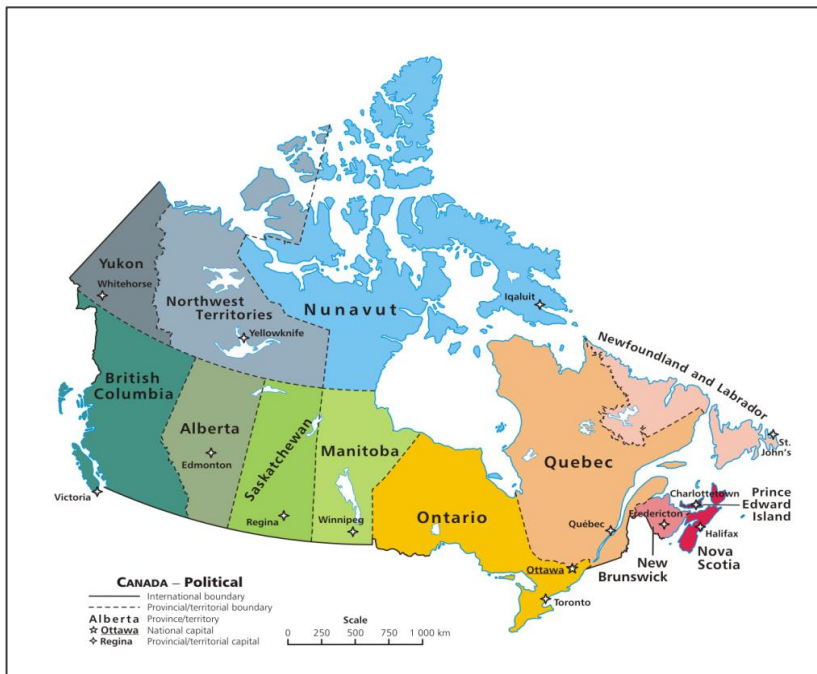 Yukon
Whitehorse
Northwest
Territories
Yellowknife
Nunavut
Iqaluit
British
Columbia
Alberta
Edmonton
Saskatchewan
Regina
Manitoba
Winnipeg
Victoria
Ontario
Ottawa
Toronto
Quebec
Québec
Newfoundland and Labrador
St.
John's
Charlottetown
Prince
Edward
Island
Fredericton
Halifax
Nova
Scotia
New
Brunswick
CANADA – Political
International boundary
Provincial/territorial boundary
Alberta Province/territory
Ottawa National capital
Regina Provincial/territorial capital
Scale
0 250 500 750 1 000 km